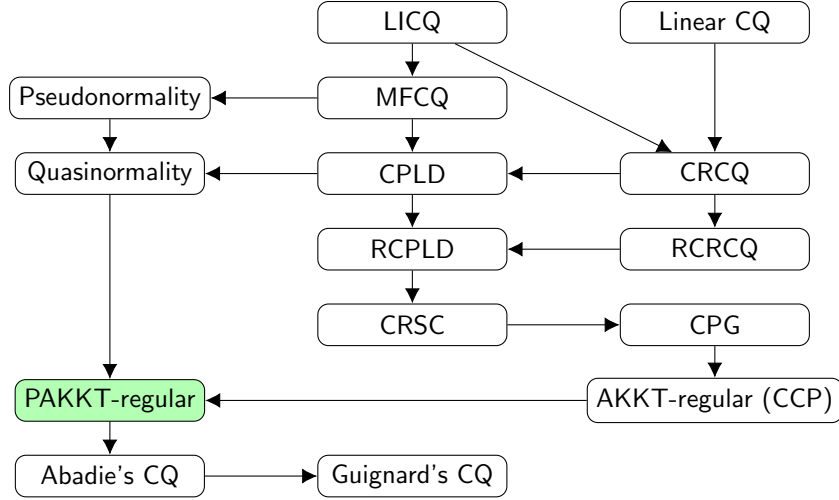 LICQ
Linear CQ
Pseudonormality
MFCQ
Quasinormality
CPLD
CRCQ
RCPLD
RCRCQ
CRSC
CPG
PAKKT-regular
AKKT-regular (CCP)
Abadie's CQ
Guignard's CQ